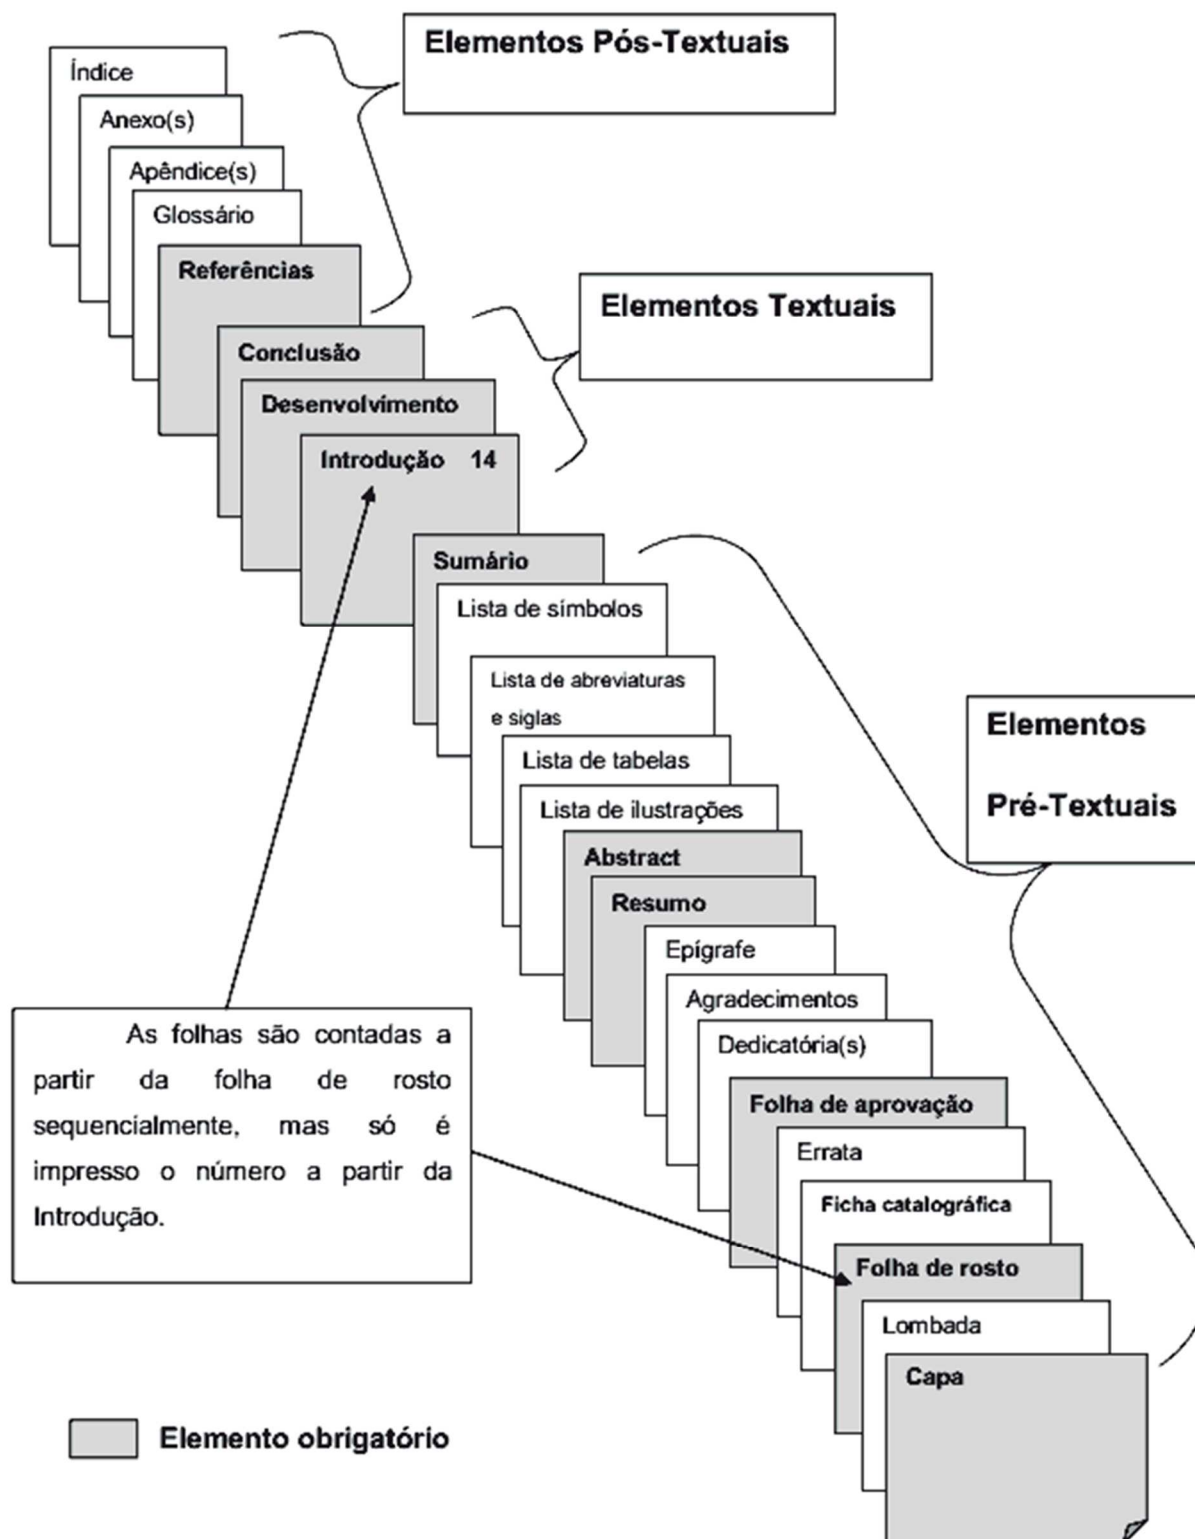 Elementos Pós-Textuais
Índice
Anexo(s)
Apêndice(s)
Glossário
Referências
Elementos Textuais
Conclusão
Desenvolvimento
Introdução 14
Sumário
Lista de símbolos
Lista de abreviaturas
e siglas
Lista de tabelas
Lista de ilustrações
Elementos
Pré-Textuais
Abstract
Resumo
Epígrafe
Agradecimentos
Dedicatória(s)
Folha de aprovação
Errata
Ficha catalográfica
Folha de rosto
Lombada
Capa
As folhas são contadas a
partir da folha de rosto
sequencialmente, mas só é
impresso o número a partir da
Introdução.
Elemento obrigatório